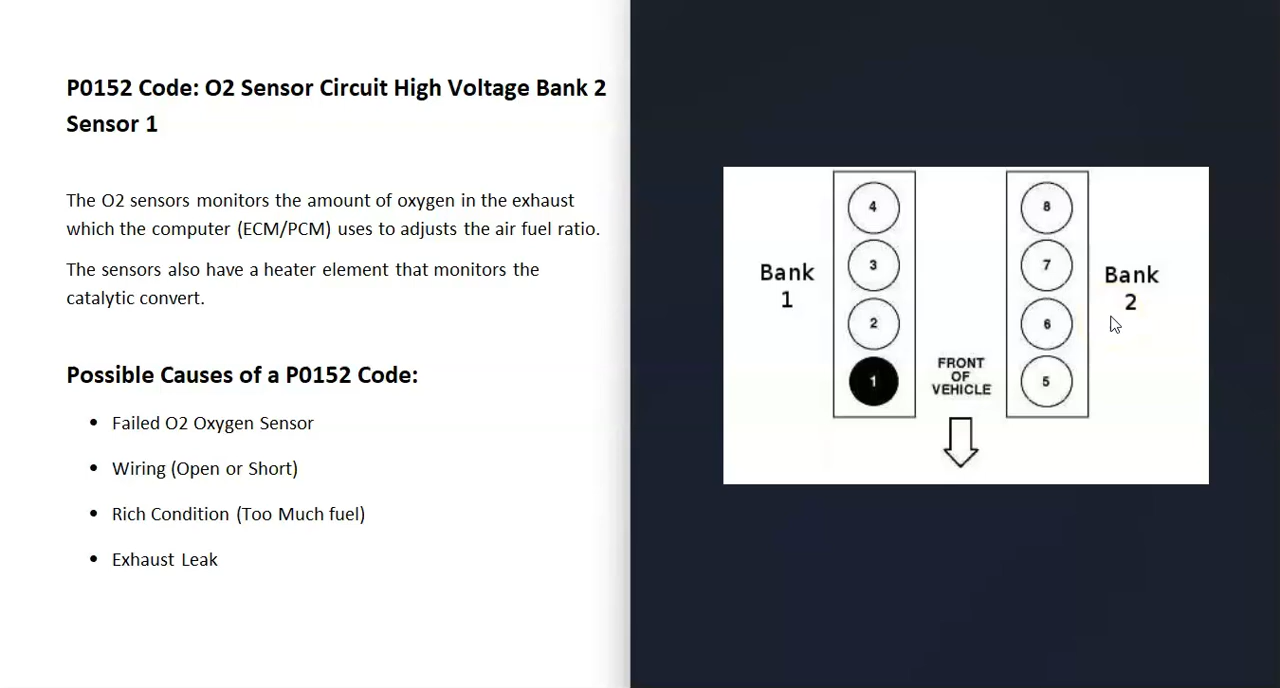 P0152 Code: O2 Sensor Circuit High Voltage Bank 2
Sensor 1
The O2 sensors monitors the amount of oxygen in the exhaust
which the computer (ECM/PCM) uses to adjusts the air fuel ratio.
The sensors also have a heater element that monitors the
catalytic convert.
Possible Causes of a P0152 Code:
• Failed O2 Oxygen Sensor
• Wiring (Open or Short)
• Rich Condition (Too Much fuel)
• Exhaust Leak
4
3
2
1
Bank
1
8
7
6
5
Bank
2
FRONT
OF
VEHICLE